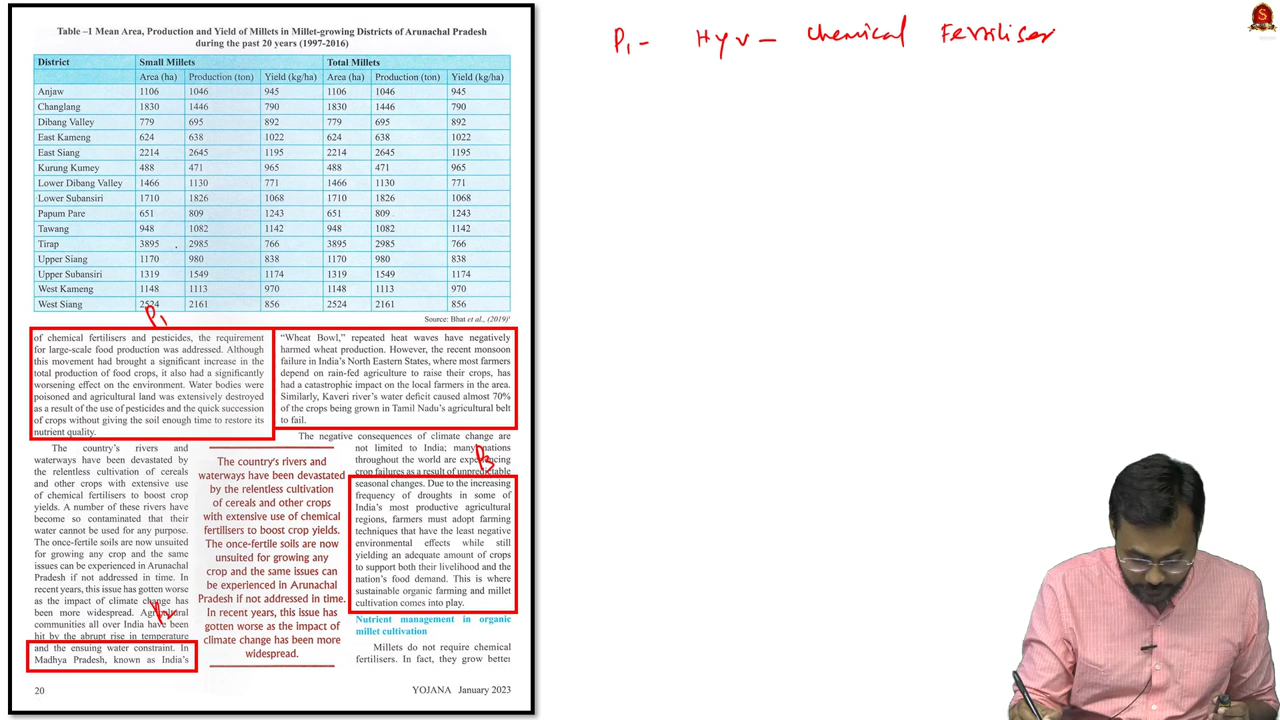 Table –1 Mean Area, Production and Yield of Millets in Millet-growing Districts of Arunachal Pradesh
during the past 20 years (1997-2016)
District Small Millets Total Millets
Area (ha) Production (ton) Yield (kg/ha) Area (ha) Production (ton) Yield (kg/ha)
Anjaw 1106 1046 945 1106 1046 945
Changlang 1830 1446 790 1830 1446 790
Dibang Valley 779 695 892 779 695 892
East Kameng 624 638 1022 624 638 1022
East Siang 2214 2645 1195 2214 2645 1195
Kurung Kumey 488 471 965 488 471 965
Lower Dibang Valley 1466 1130 771 1466 1130 771
Lower Subansiri 1710 1826 1068 1710 1826 1068
Papum Pare 651 809 1243 651 809 1243
Tawang 948 1082 1142 948 1082 1142
Tirap 3895 2985 766 3895 2985 766
Upper Siang 1170 980 838 1170 980 838
Upper Subansiri 1319 1549 1174 1319 1549 1174
West Kameng 1148 1113 970 1148 1113 970
West Siang 2524 2161 856 2524 2161 856
Source: Bhat et al., (2019)¹
P1
of chemical fertilisers and pesticides, the requirement
for large-scale food production was addressed. Although
this movement had brought a significant increase in the
total production of food crops, it also had a significantly
worsening effect on the environment. Water bodies were
poisoned and agricultural land was extensively destroyed
as a result of the use of pesticides and the quick succession
of crops without giving the soil enough time to restore its
nutrient quality.
The country's rivers and
waterways have been devastated by
the relentless cultivation of cereals
and other crops with extensive use
of chemical fertilisers to boost crop
yields. A number of these rivers have
become so contaminated that their
water cannot be used for any purpose.
The once-fertile soils are now unsuited
for growing any crop and the same
issues can be experienced in Arunachal
Pradesh if not addressed in time. In
recent years, this issue has gotten worse
as the impact of climate change has
been more widespread. Agricultural
communities all over India have been
hit by the abrupt rise in temperature
and the ensuing water constraint. In
Madhya Pradesh, known as India's
P2
The country's rivers and
waterways have been devastated
by the relentless cultivation
of cereals and other crops
with extensive use of chemical
fertilisers to boost crop yields.
The once-fertile soils are now
unsuited for growing any
crop and the same issues can
be experienced in Arunachal
Pradesh if not addressed in time.
In recent years, this issue has
gotten worse as the impact of
climate change has been more
widespread.
"Wheat Bowl," repeated heat waves have negatively
harmed wheat production. However, the recent monsoon
failure in India's North Eastern States, where most farmers
depend on rain-fed agriculture to raise their crops, has
had a catastrophic impact on the local farmers in the area.
Similarly, Kaveri river's water deficit caused almost 70%
of the crops being grown in Tamil Nadu's agricultural belt
to fail.
The negative consequences of climate change are
not limited to India; many nations
throughout the world are experiencing
crop failures as a result of unpredictable
seasonal changes. Due to the increasing
frequency of droughts in some of
India's most productive agricultural
regions, farmers must adopt farming
techniques that have the least negative
environmental effects while still
yielding an adequate amount of crops
to support both their livelihood and the
nation's food demand. This is where
sustainable organic farming and millet
cultivation comes into play.
P3
Nutrient management in organic
millet cultivation
Millets do not require chemical
fertilisers. In fact, they grow better
20 YOJANA January 2023
P1 - Hyv - Chemical Fertiliser
S